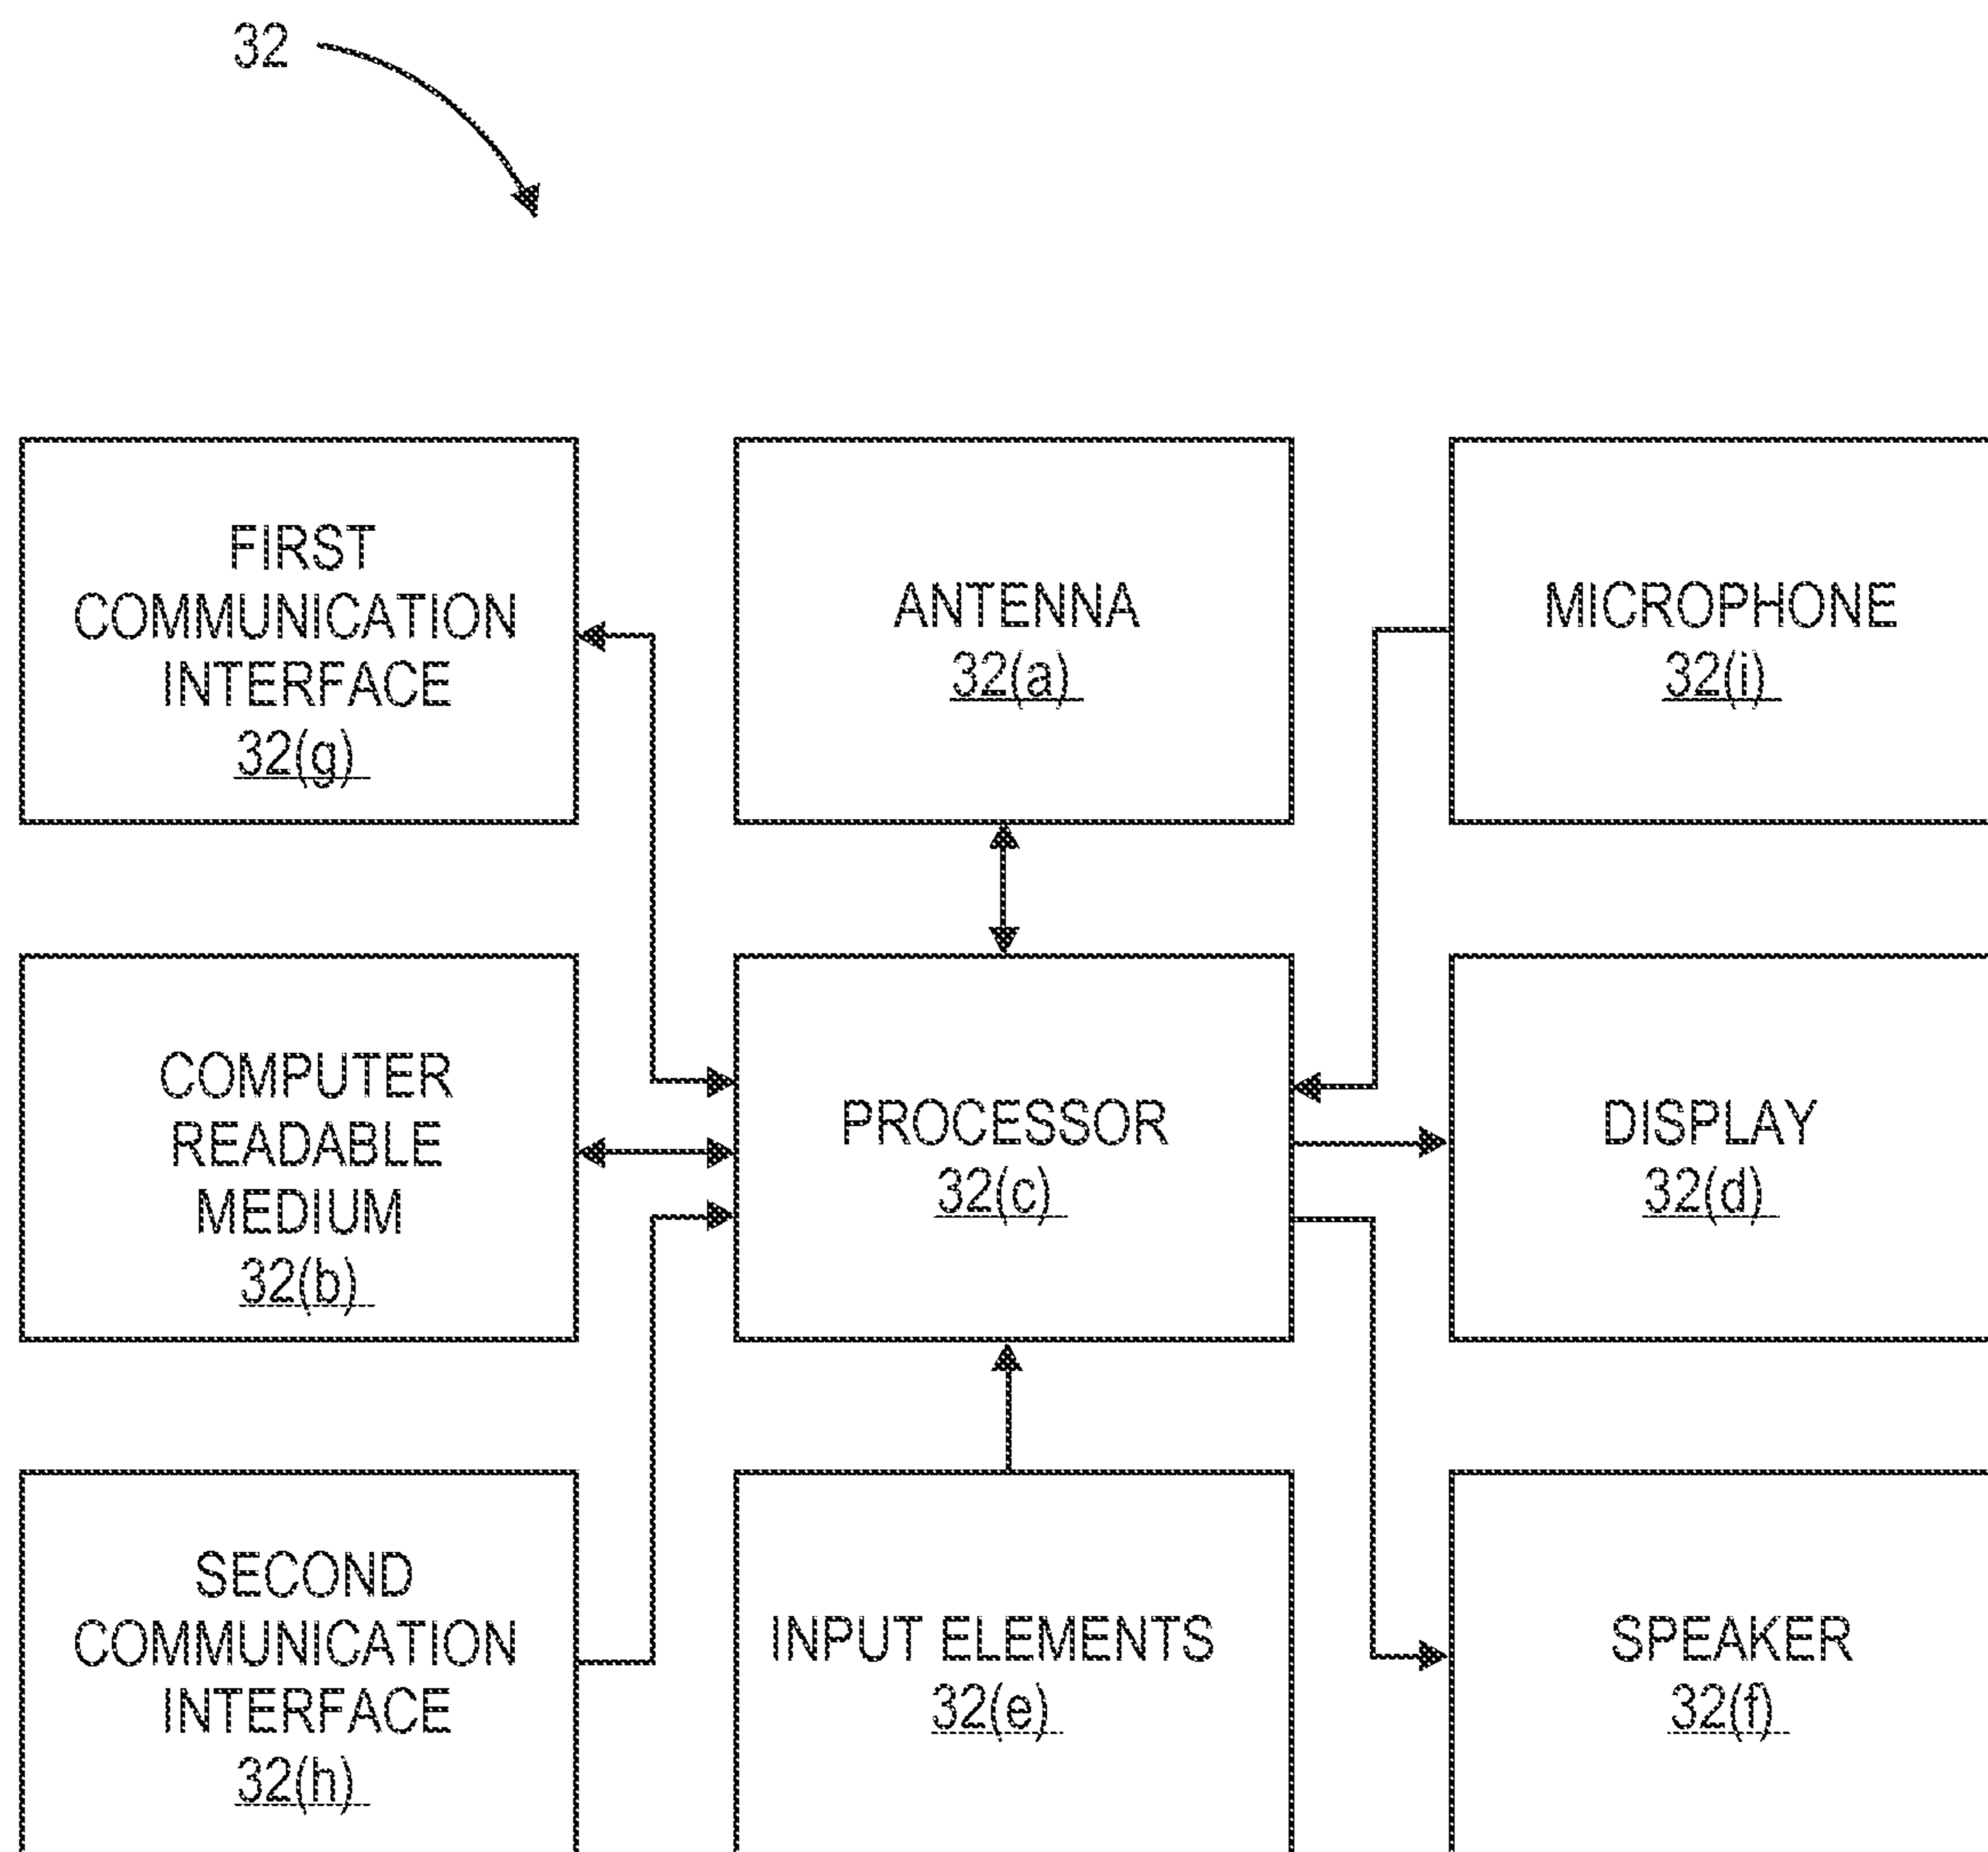 32
FIRST
COMMUNICATION
INTERFACE
32(g)
ANTENNA
32(a)
MICROPHONE
32(i)
COMPUTER
READABLE
MEDIUM
32(b)
PROCESSOR
32(c)
DISPLAY
32(d)
SECOND
COMMUNICATION
INTERFACE
32(h)
INPUT ELEMENTS
32(e)
SPEAKER
32(f)